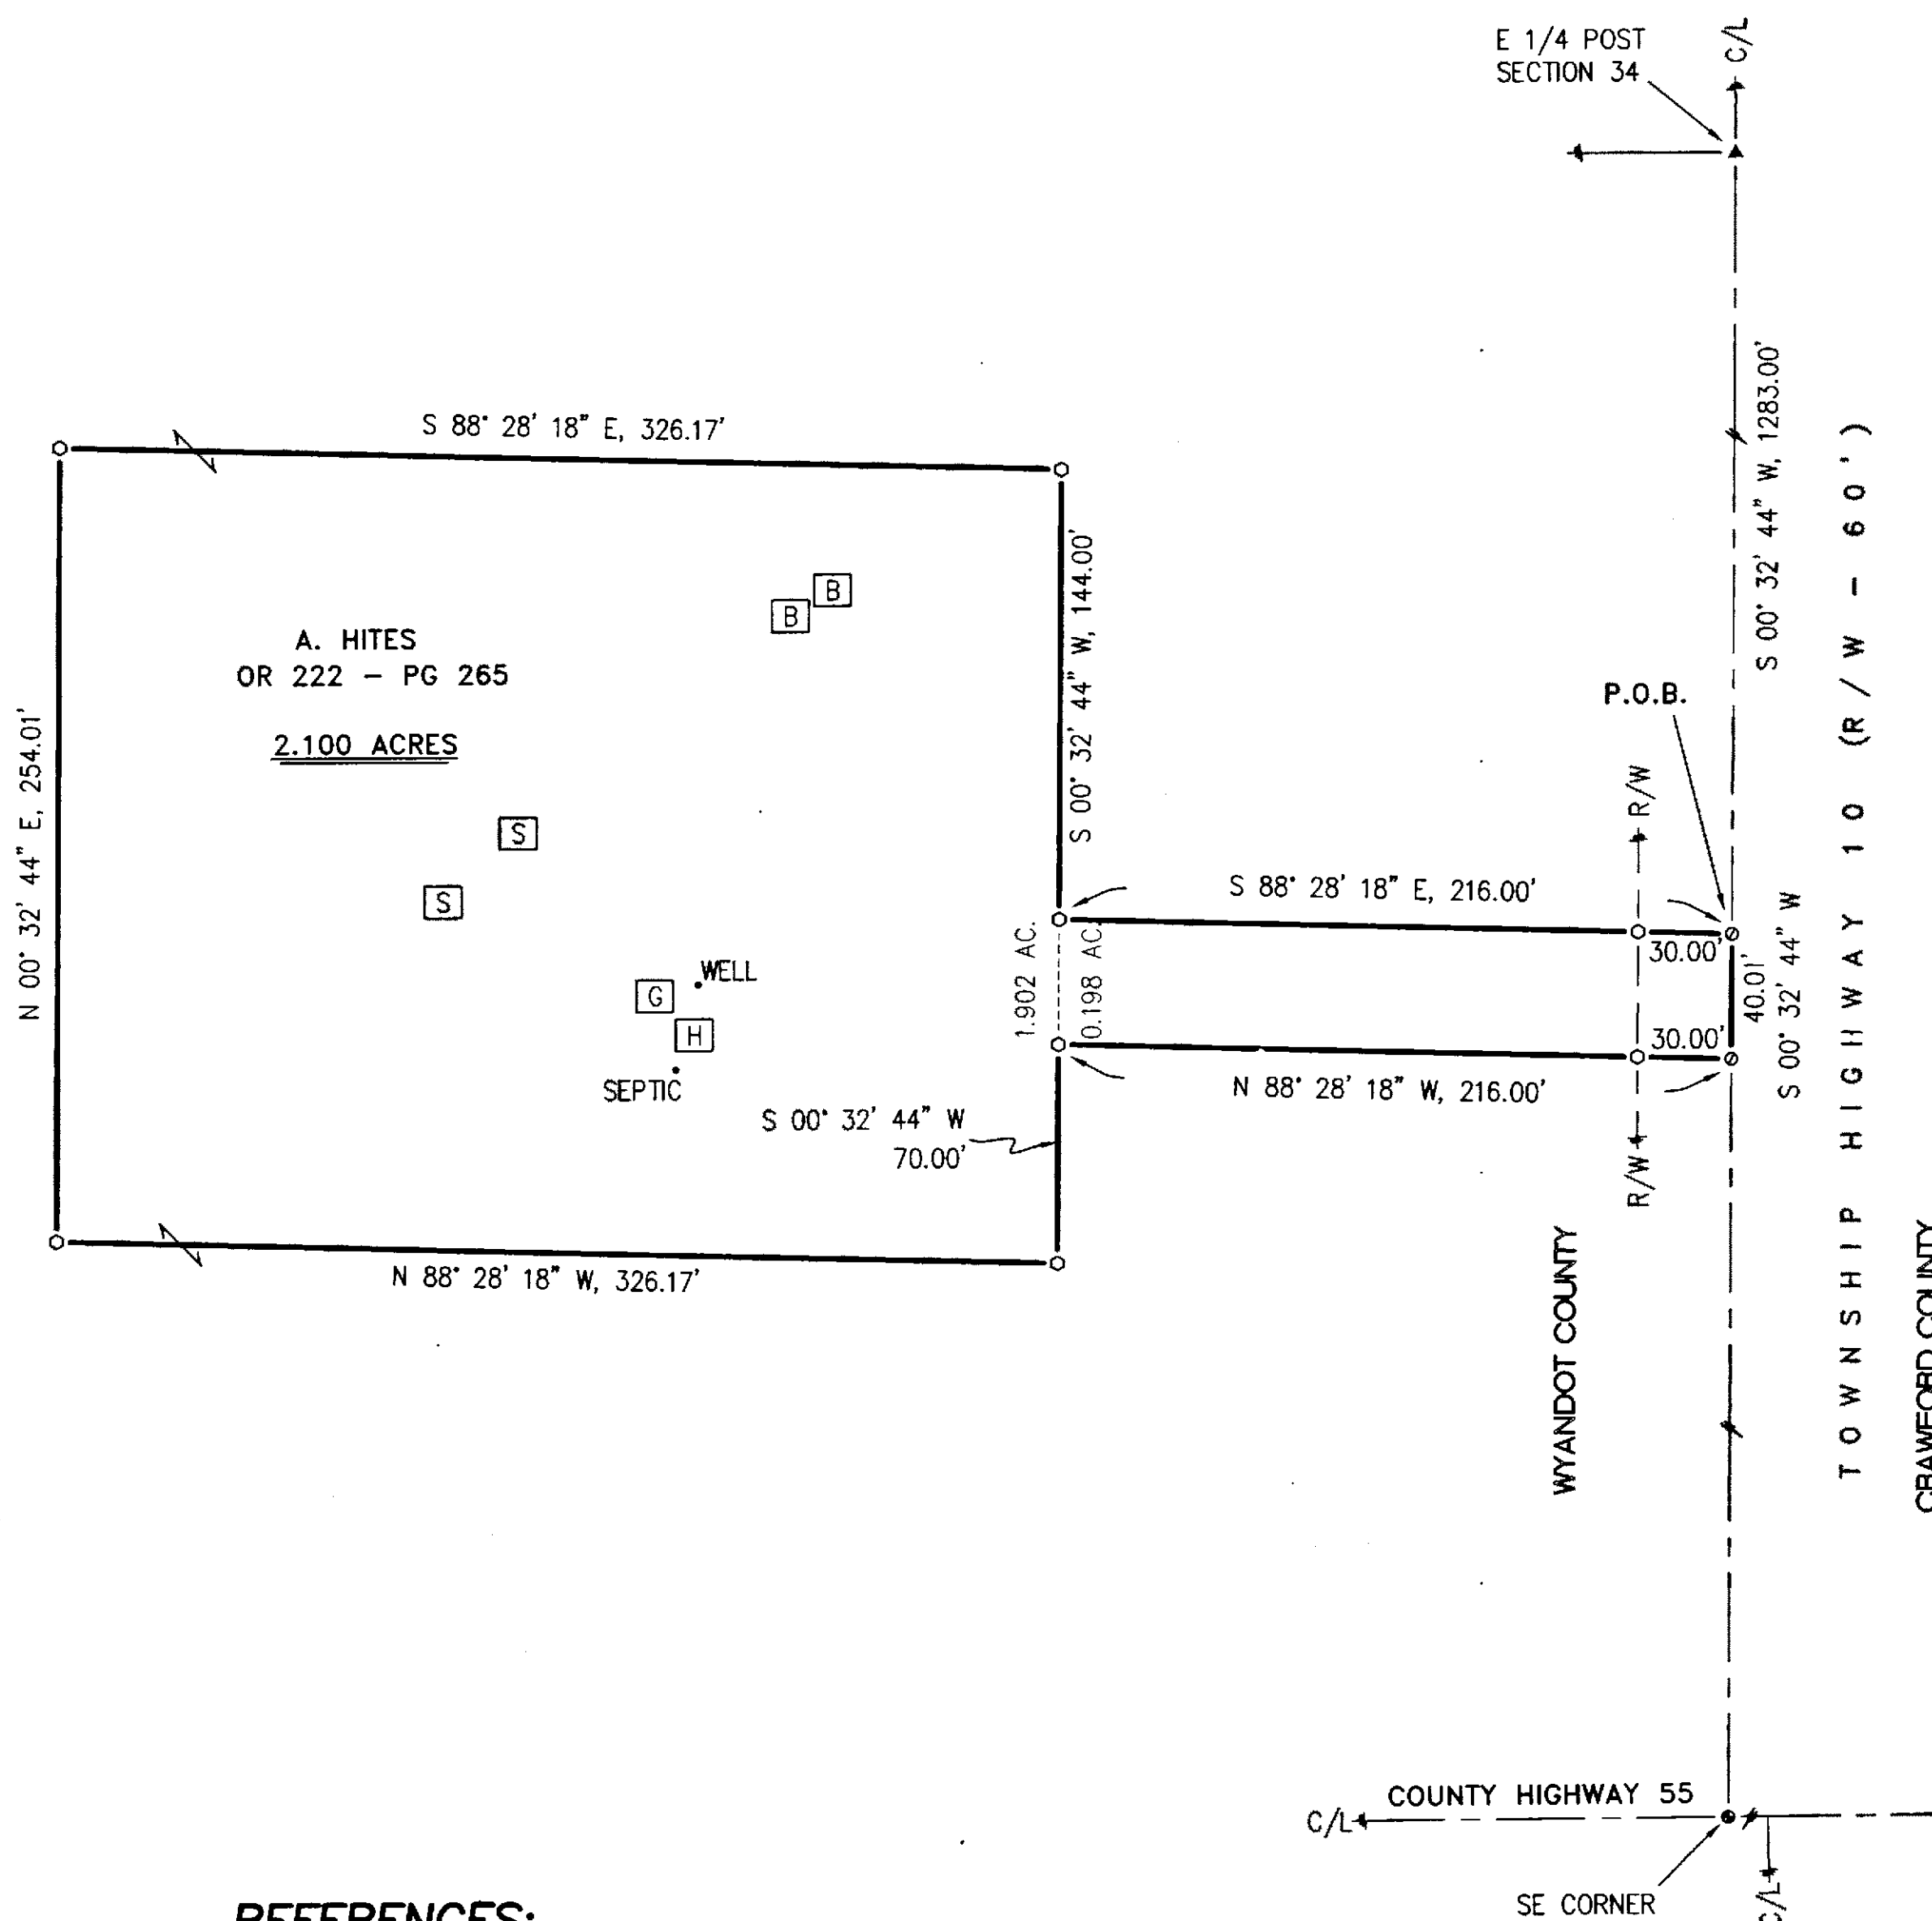 E 1/4 POST
SECTION 34
C/L
S 88° 28' 18" E, 326.17'
S 00° 32' 44" W, 1283.00'
TOWNSHIP HIGHWAY 10 (R/W - 60')
S 00° 32' 44" W, 144.00'
B
B
A. HITES
OR 222 - PG 265
2.100 ACRES
P.O.B.
N 00° 32' 44" E, 254.01'
R/W
S
S
S 88° 28' 18" E, 216.00'
30.00'
40.01'
S 00° 32' 44" W
1.902 AC.
0.198 AC.
WELL
G
H
SEPTIC
30.00'
N 88° 28' 18" W, 216.00'
S 00° 32' 44" W
70.00'
R/W
N 88° 28' 18" W, 326.17'
WYANDOT COUNTY
CRAWFORD COUNTY
COUNTY HIGHWAY 55
C/L
SE CORNER
C/L
REFERENCES: